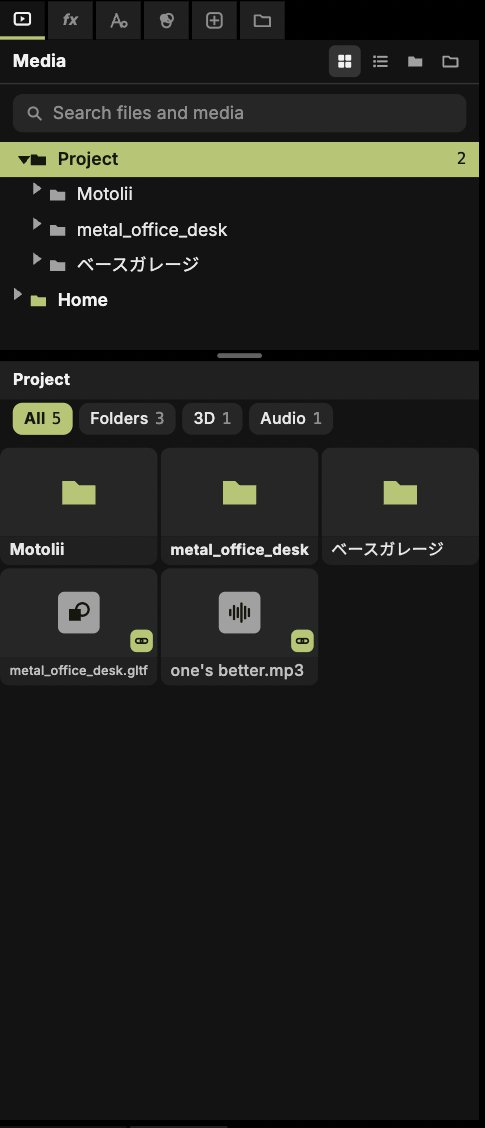 fx
Media
Search files and media
Project 2
Motolii
metal_office_desk
ベースガレージ
Home
Project
All 5 Folders 3 3D 1 Audio 1
Motolii metal_office_desk ベースガレージ
metal_office_desk.gltf one's better.mp3